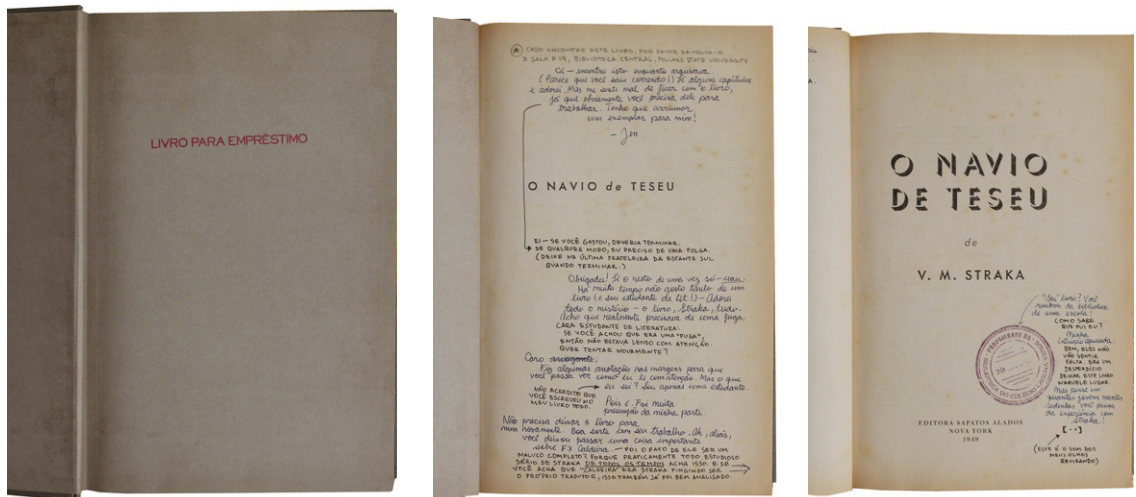 LIVRO PARA EMPRÉSTIMO
CASO ENCONTRE ESTE LIVRO, POR FAVOR DEVOLVA-O
À SALA P19, BIBLIOTECA CENTRAL, POLLARD STATE UNIVERSITY
Oi – encontrei isto enquanto arquivava.
(Parece que você saiu correndo!) Li alguns capítulos
e adorei. Mas me senti mal de ficar com o livro,
já que obviamente você precisa dele para
trabalhar. Tenho que arrumar
um exemplar para mim!
– Jen
O NAVIO de TESEU
EI – SE VOCÊ GOSTOU, DEVERIA TERMINAR.
DE QUALQUER MODO, EU PRECISO DE UMA FOLGA.
(DEIXE NA ÚLTIMA PRATELEIRA DA ESTANTE SUL
QUANDO TERMINAR.)
Obrigada! Li o resto de uma vez só – uau.
Há muito tempo não gosto tanto de um
livro (e sou estudante de Lit!) – Adorei
todo o mistério – o livro, Straka, tudo.
Acho que realmente precisava de uma fuga.
CARA ESTUDANTE DE LITERATURA:
SE VOCÊ ACHOU QUE ERA UMA "FUGA",
ENTÃO NÃO ESTAVA LENDO COM ATENÇÃO.
QUER TENTAR NOVAMENTE?
Caro arrogante:
Fiz algumas anotações nas margens para que
você possa ver como eu li com atenção. Mas o que
eu sei? Sou apenas uma estudante.
NÃO ACREDITO QUE
VOCÊ ESCREVEU NO
MEU LIVRO TODO.
Pois é. Foi muita
presunção da minha parte.
Não precisa deixar o livro para
mim novamente. Boa sorte com seu trabalho. Ah, aliás,
você deixou passar uma coisa importante
sobre FX Caldeira. – FOI O FATO DE ELE SER UM
MALUCO COMPLETO? PORQUE PRATICAMENTE TODO ESTUDIOSO
SÉRIO DE STRAKA DE TODOS OS TEMPOS ACHA ISSO. E SE
VOCÊ ACHA QUE "CALDEIRA" ERA STRAKA FINGINDO SER
O PRÓPRIO TRADUTOR, ISSO TAMBÉM JÁ FOI BEM ANALISADO.
O NAVIO
DE TESEU
de
V. M. STRAKA
"Seu" livro? Você
roubou da biblioteca
de uma escola!
COMO SABE
QUE FUI EU?
Minha
intuição apurada.
BEM, ELES NÃO
VÃO SENTIR
FALTA. ERA UM
DESPERDÍCIO
DEIXAR ESTE LIVRO
NAQUELE LUGAR.
Mas pense em
quantas jovens mentes
sedentas você privou
da experiência com
Straka!
[··]
(ESTE É O SOM DOS
MEUS OLHOS
REVIRANDO)
PROPRIEDADE DA
EDITORA SAPATOS ALADOS
NOVA YORK
1949